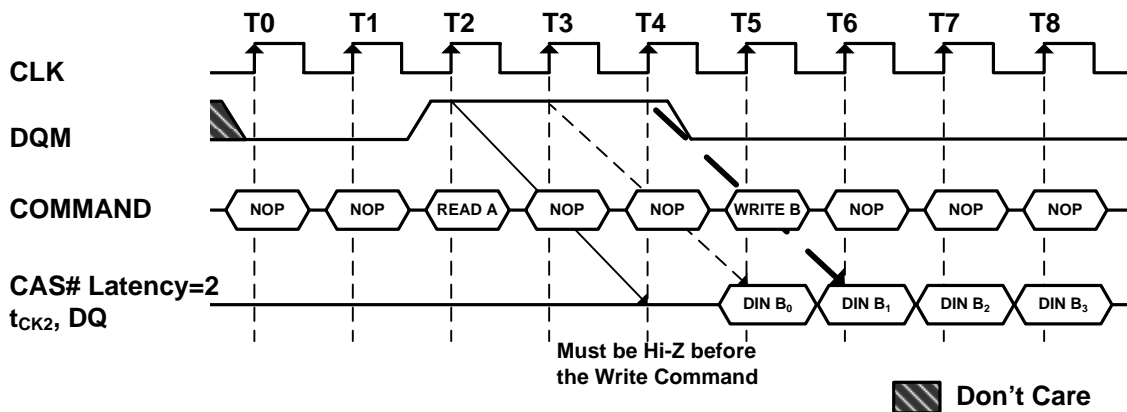 T0 T1 T2 T3 T4 T5 T6 T7 T8
CLK
DQM
COMMAND NOP NOP READ A NOP NOP WRITE B NOP NOP NOP
CAS# Latency=2
tCK2, DQ DIN B0 DIN B1 DIN B2 DIN B3
Must be Hi-Z before
the Write Command
Don't Care